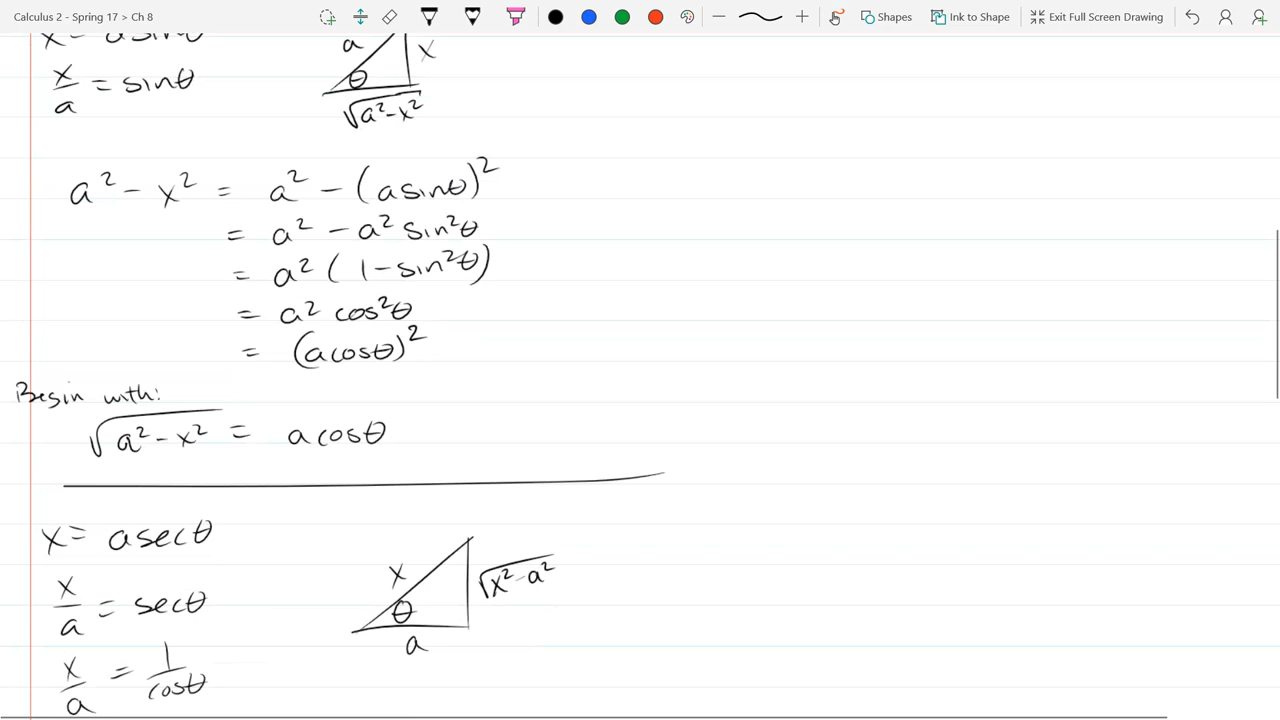 Calculus 2 - Spring 17 > Ch 8
Shapes
Ink to Shape
Exit Full Screen Drawing
x = a sinθ
x/a = sinθ
a
x
θ
√(a²-x²)
a² - x² = a² - (a sinθ)²
= a² - a² sin²θ
= a² (1 - sin²θ)
= a² cos²θ
= (a cosθ)²
Begin with:
√(a² - x²) = a cosθ
x = a secθ
x/a = secθ
x/a = 1/cosθ
x
√(x² - a²)
θ
a